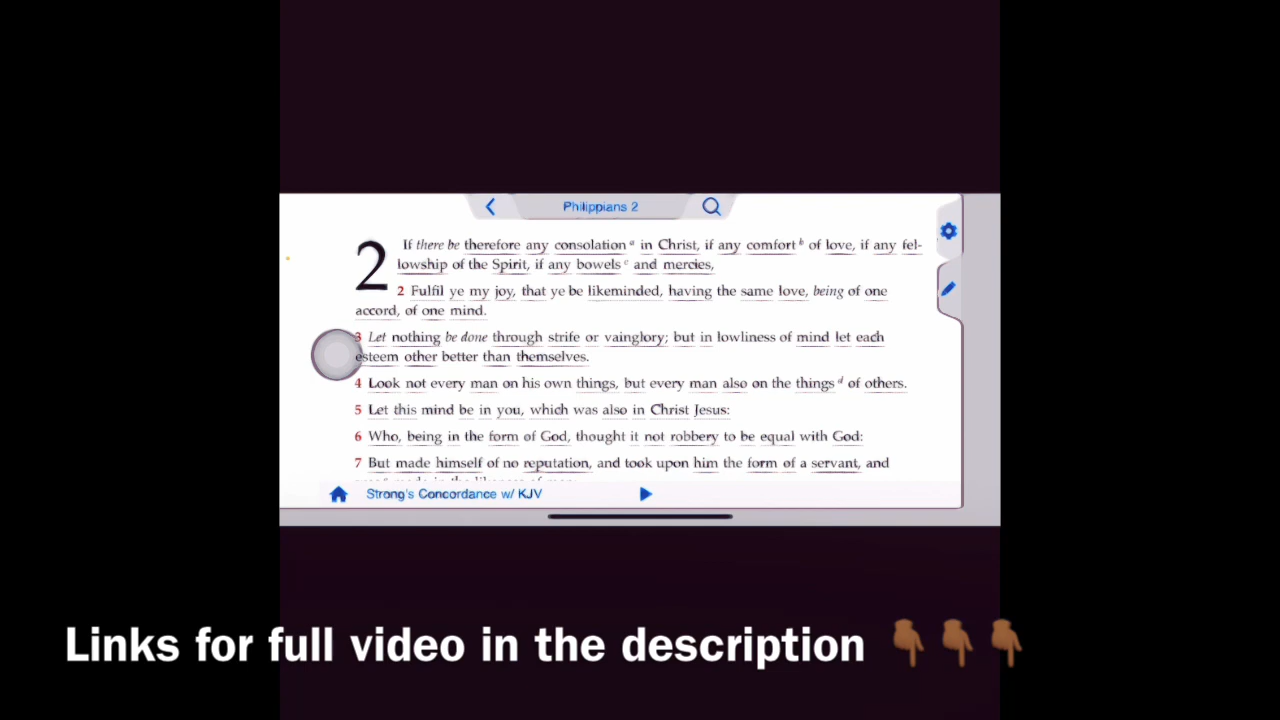 Philippians 2
2 If there be therefore any consolation a in Christ, if any comfort b of love, if any fel-
lowship of the Spirit, if any bowels c and mercies,
2 Fulfil ye my joy, that ye be likeminded, having the same love, being of one
accord, of one mind.
3 Let nothing be done through strife or vainglory; but in lowliness of mind let each
esteem other better than themselves.
4 Look not every man on his own things, but every man also on the things d of others.
5 Let this mind be in you, which was also in Christ Jesus:
6 Who, being in the form of God, thought it not robbery to be equal with God:
7 But made himself of no reputation, and took upon him the form of a servant, and
Strong's Concordance w/ KJV
Links for full video in the description 👇🏾👇🏾👇🏾